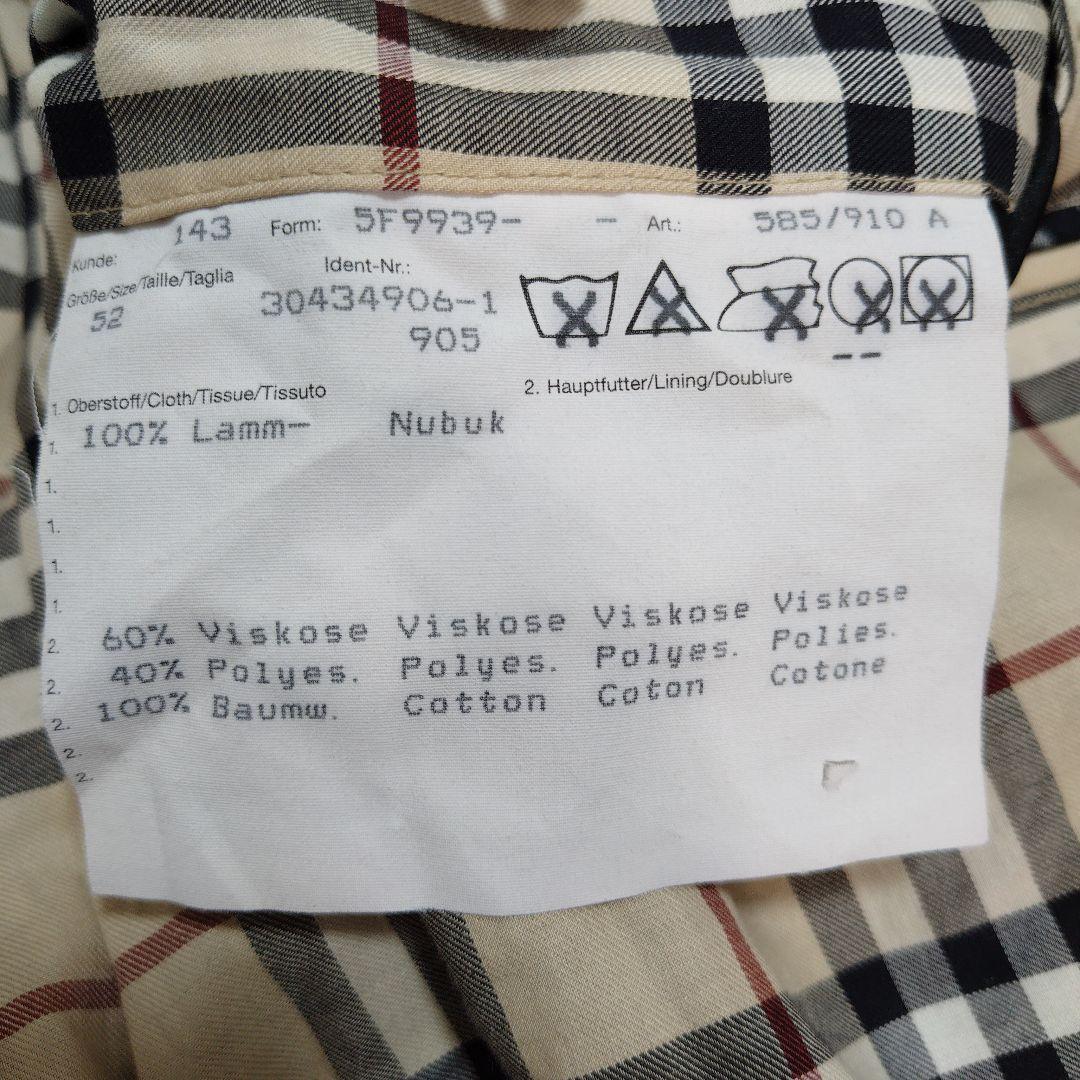 Kunde: 143 Form: 5F9939- - Art.: 585/910 A
Größe/Size/Taille/Taglia Ident-Nr.:
52 30434906-1
905
1. Oberstoff/Cloth/Tissue/Tissuto 2. Hauptfutter/Lining/Doublure
1. 100% Lamm- Nubuk
1.
1.
1.
1.
2. 60% Viskose Viskose Viskose Viskose
2. 40% Polyes. Polyes. Polyes. Polies.
2. 100% Baumw. Cotton Coton Cotone
2.
2.